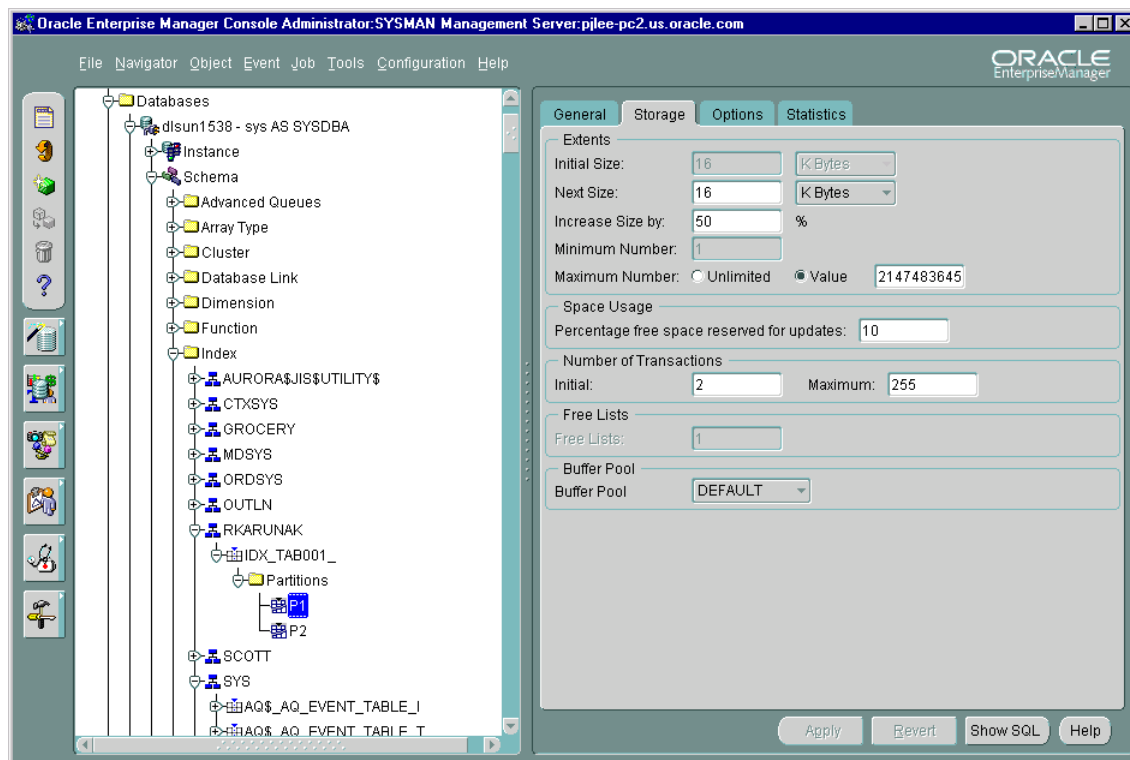 Oracle Enterprise Manager Console Administrator:SYSMAN Management Server:pjlee-pc2.us.oracle.com
File Navigator Object Event Job Tools Configuration Help
ORACLE
EnterpriseManager
Databases
dlsun1538 - sys AS SYSDBA
Instance
Schema
Advanced Queues
Array Type
Cluster
Database Link
Dimension
Function
Index
AURORA$JIS$UTILITY$
CTXSYS
GROCERY
MDSYS
ORDSYS
OUTLN
RKARUNAK
IDX_TAB001_
Partitions
P1
P2
SCOTT
SYS
AQ$_AQ_EVENT_TABLE_I
AQ$_AQ_EVENT_TABLE_T
General Storage Options Statistics
Extents
Initial Size: 16 K Bytes
Next Size: 16 K Bytes
Increase Size by: 50 %
Minimum Number: 1
Maximum Number: Unlimited Value 2147483645
Space Usage
Percentage free space reserved for updates: 10
Number of Transactions
Initial: 2 Maximum: 255
Free Lists
Free Lists: 1
Buffer Pool
Buffer Pool DEFAULT
Apply Revert Show SQL Help